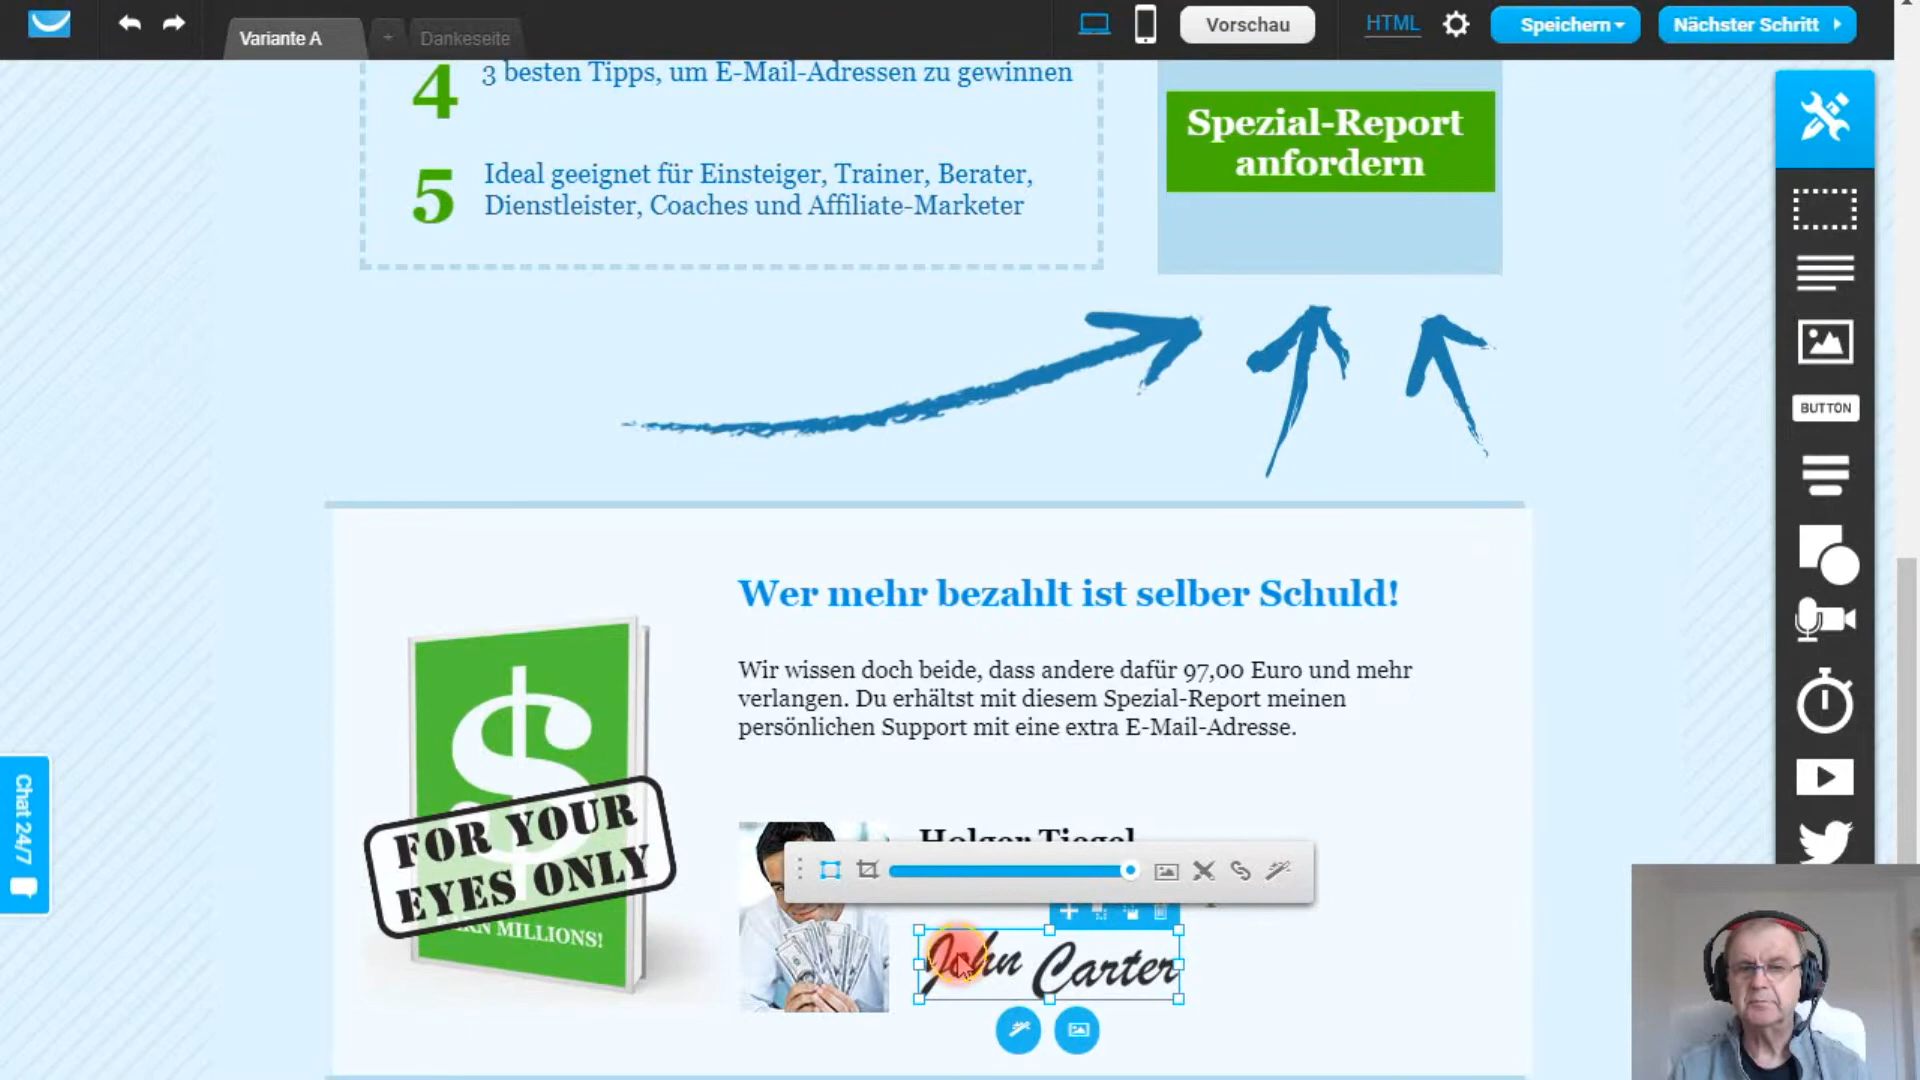 Variante A
+
Dankeseite
Vorschau
HTML
Speichern
Nächster Schritt
4
3 besten Tipps, um E-Mail-Adressen zu gewinnen
5
Ideal geeignet für Einsteiger, Trainer, Berater,
Dienstleister, Coaches und Affiliate-Marketer
Spezial-Report
anfordern
BUTTON
Wer mehr bezahlt ist selber Schuld!
Wir wissen doch beide, dass andere dafür 97,00 Euro und mehr
verlangen. Du erhältst mit diesem Spezial-Report meinen
persönlichen Support mit eine extra E-Mail-Adresse.
$
FOR YOUR
EYES ONLY
MILLIONS!
Holger Tiegel
John Carter
Chat 24/7